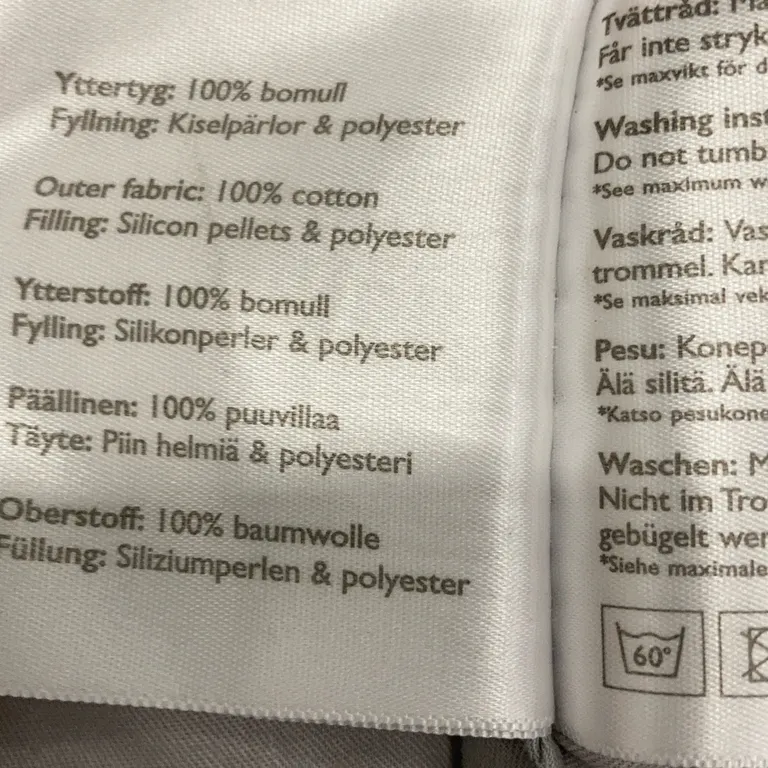 Yttertyg: 100% bomull
Fyllning: Kiselpärlor & polyester
Outer fabric: 100% cotton
Filling: Silicon pellets & polyester
Ytterstoff: 100% bomull
Fylling: Silikonperler & polyester
Päällinen: 100% puuvillaa
Täyte: Piin helmiä & polyesteri
Oberstoff: 100% baumwolle
Füllung: Siliziumperlen & polyester
Tvättråd:
Får inte stryk
*Se maxvikt för d
Washing inst
Do not tumb
*See maximum w
Vaskråd: Vas
trommel. Kar
*Se maksimal vek
Pesu: Konep
Älä silitä. Älä
*Katso pesukone
Waschen: M
Nicht im Tro
gebügelt wer
*Siehe maximale
60°